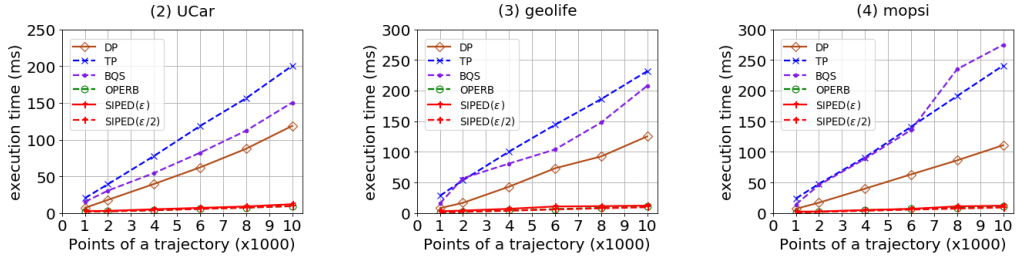 (2) UCar
250
200
150
100
50
0
execution time (ms)
DP
TP
BQS
OPERB
SIPED(ε)
SIPED(ε/2)
0 1 2 3 4 5 6 7 8 9 10
Points of a trajectory (x1000)
(3) geolife
300
250
200
150
100
50
0
execution time (ms)
DP
TP
BQS
OPERB
SIPED(ε)
SIPED(ε/2)
0 1 2 3 4 5 6 7 8 9 10
Points of a trajectory (x1000)
(4) mopsi
300
250
200
150
100
50
0
execution time (ms)
DP
TP
BQS
OPERB
SIPED(ε)
SIPED(ε/2)
0 1 2 3 4 5 6 7 8 9 10
Points of a trajectory (x1000)